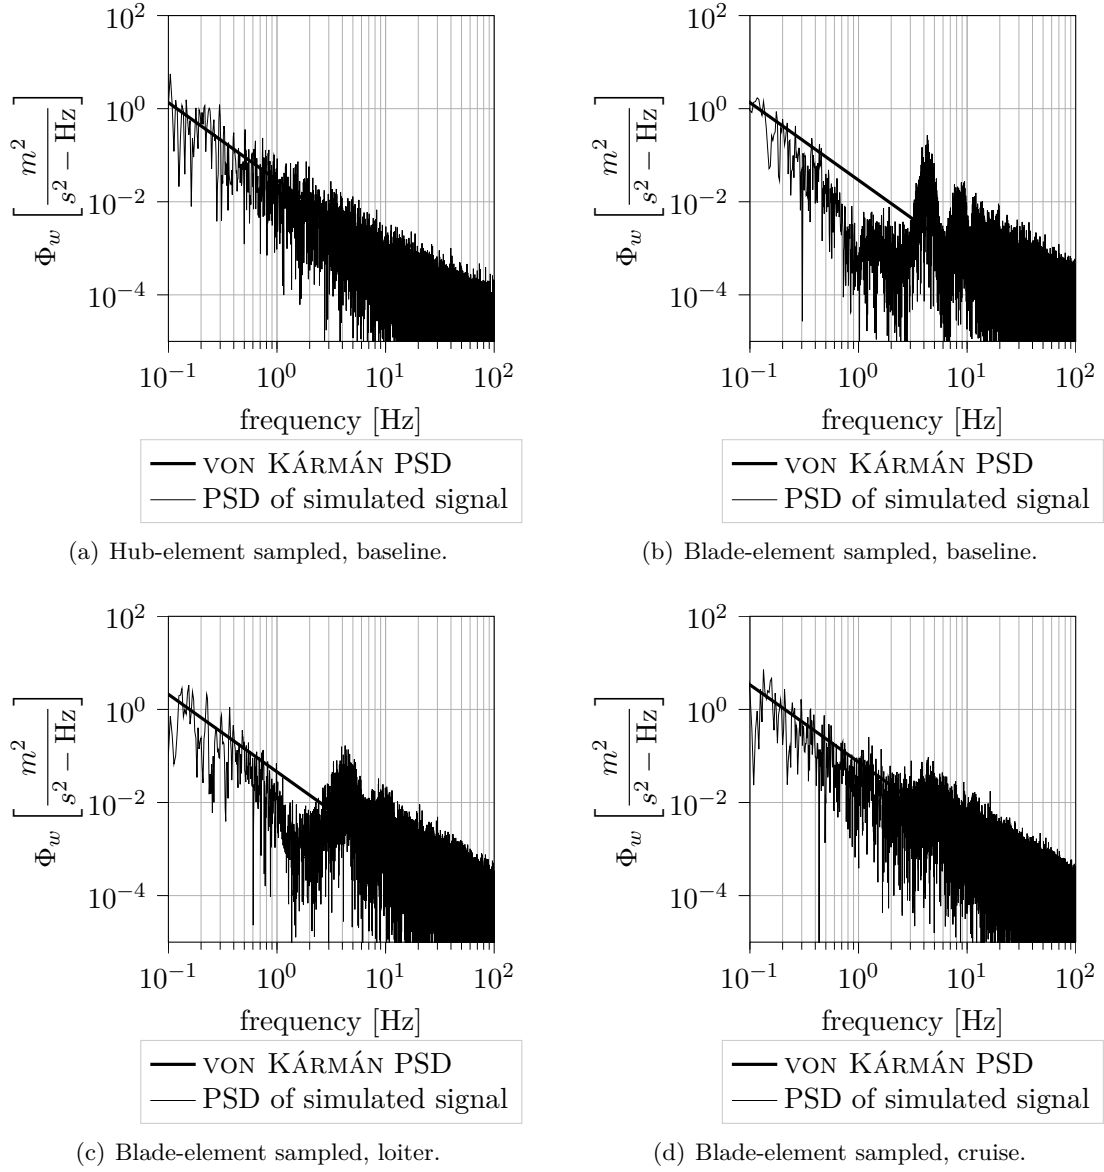 10^2
10^0
10^-2
10^-4
Φ_w [m^2 / s^2 − Hz]
10^-1 10^0 10^1 10^2
frequency [Hz]
VON KÁRMÁN PSD
PSD of simulated signal
(a) Hub-element sampled, baseline.
10^2
10^0
10^-2
10^-4
Φ_w [m^2 / s^2 − Hz]
10^-1 10^0 10^1 10^2
frequency [Hz]
VON KÁRMÁN PSD
PSD of simulated signal
(b) Blade-element sampled, baseline.
10^2
10^0
10^-2
10^-4
Φ_w [m^2 / s^2 − Hz]
10^-1 10^0 10^1 10^2
frequency [Hz]
VON KÁRMÁN PSD
PSD of simulated signal
(c) Blade-element sampled, loiter.
10^2
10^0
10^-2
10^-4
Φ_w [m^2 / s^2 − Hz]
10^-1 10^0 10^1 10^2
frequency [Hz]
VON KÁRMÁN PSD
PSD of simulated signal
(d) Blade-element sampled, cruise.